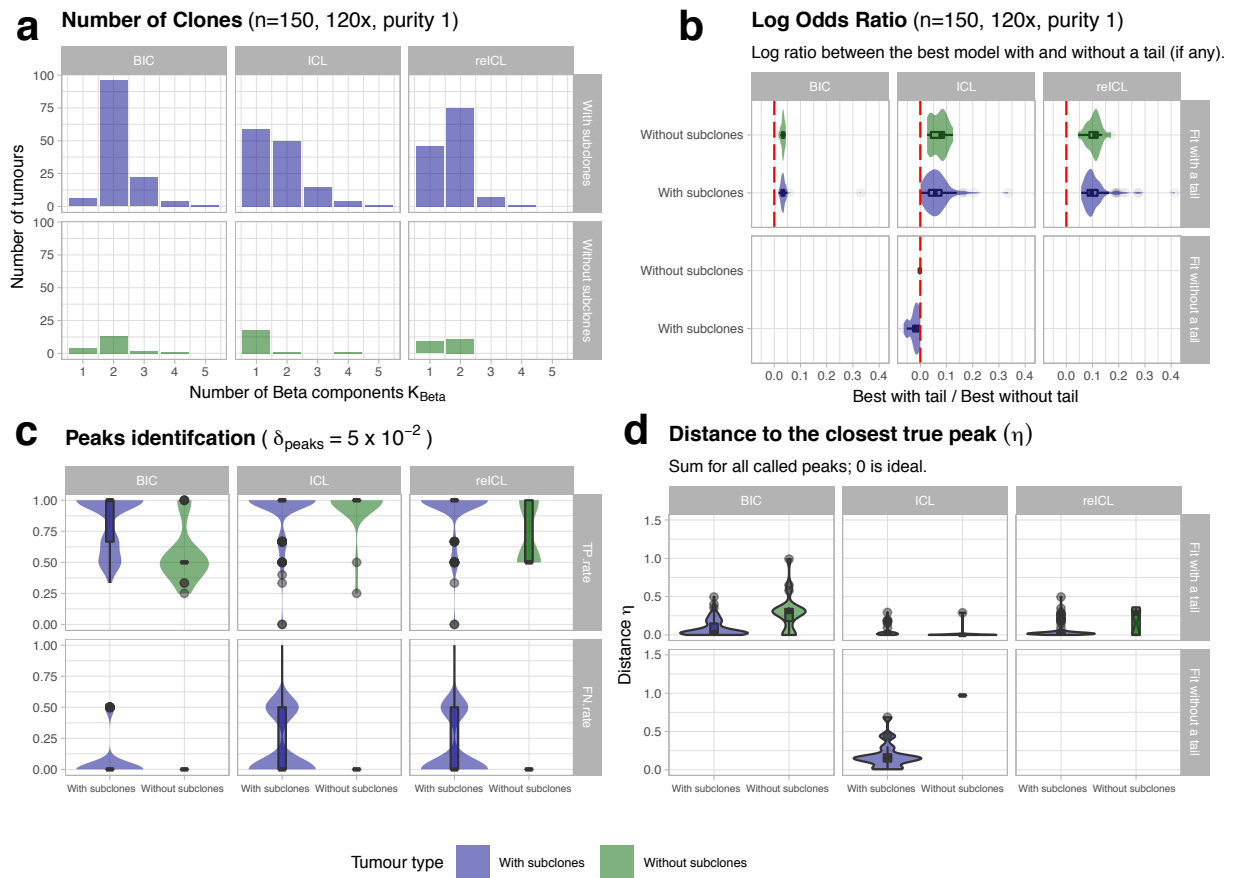 a Number of Clones (n=150, 120x, purity 1)
BIC ICL reICL
100
75
50
25
0
With subclones
100
75
50
25
0
Without subclones
Number of tumours
1 2 3 4 5 1 2 3 4 5 1 2 3 4 5
Number of Beta components K_Beta
b Log Odds Ratio (n=150, 120x, purity 1)
Log ratio between the best model with and without a tail (if any).
BIC ICL reICL
Without subclones
With subclones
Fit with a tail
Without subclones
With subclones
Fit without a tail
0.0 0.1 0.2 0.3 0.4 0.0 0.1 0.2 0.3 0.4 0.0 0.1 0.2 0.3 0.4
Best with tail / Best without tail
c Peaks identifcation ( δ_peaks = 5 x 10^−2 )
BIC ICL reICL
1.00
0.75
0.50
0.25
0.00
TP.rate
1.00
0.75
0.50
0.25
0.00
FN.rate
With subclones Without subclones With subclones Without subclones With subclones Without subclones
d Distance to the closest true peak (η)
Sum for all called peaks; 0 is ideal.
BIC ICL reICL
1.5
1.0
0.5
0.0
Fit with a tail
Distance η
1.5
1.0
0.5
0.0
Fit without a tail
With subclones Without subclones With subclones Without subclones With subclones Without subclones
Tumour type With subclones Without subclones